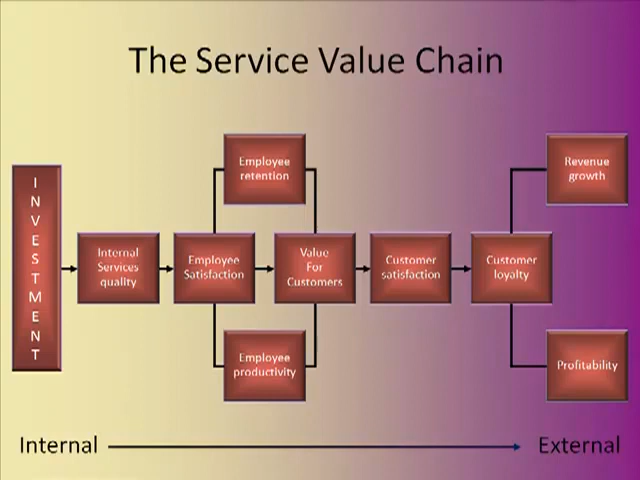 The Service Value Chain
Employee
retention
Revenue
growth
I
N
V
E
S
T
M
E
N
T
Internal
Services
quality
Employee
Satisfaction
Value
For
Customers
Customer
satisfaction
Customer
loyalty
Employee
productivity
Profitability
Internal
External